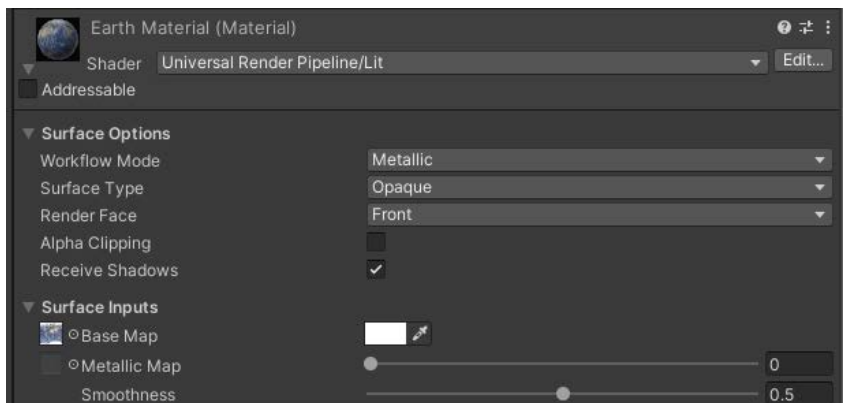 Earth Material (Material)
Shader Universal Render Pipeline/Lit Edit...
Addressable
Surface Options
Workflow Mode Metallic
Surface Type Opaque
Render Face Front
Alpha Clipping
Receive Shadows
Surface Inputs
Base Map
Metallic Map 0
Smoothness 0.5